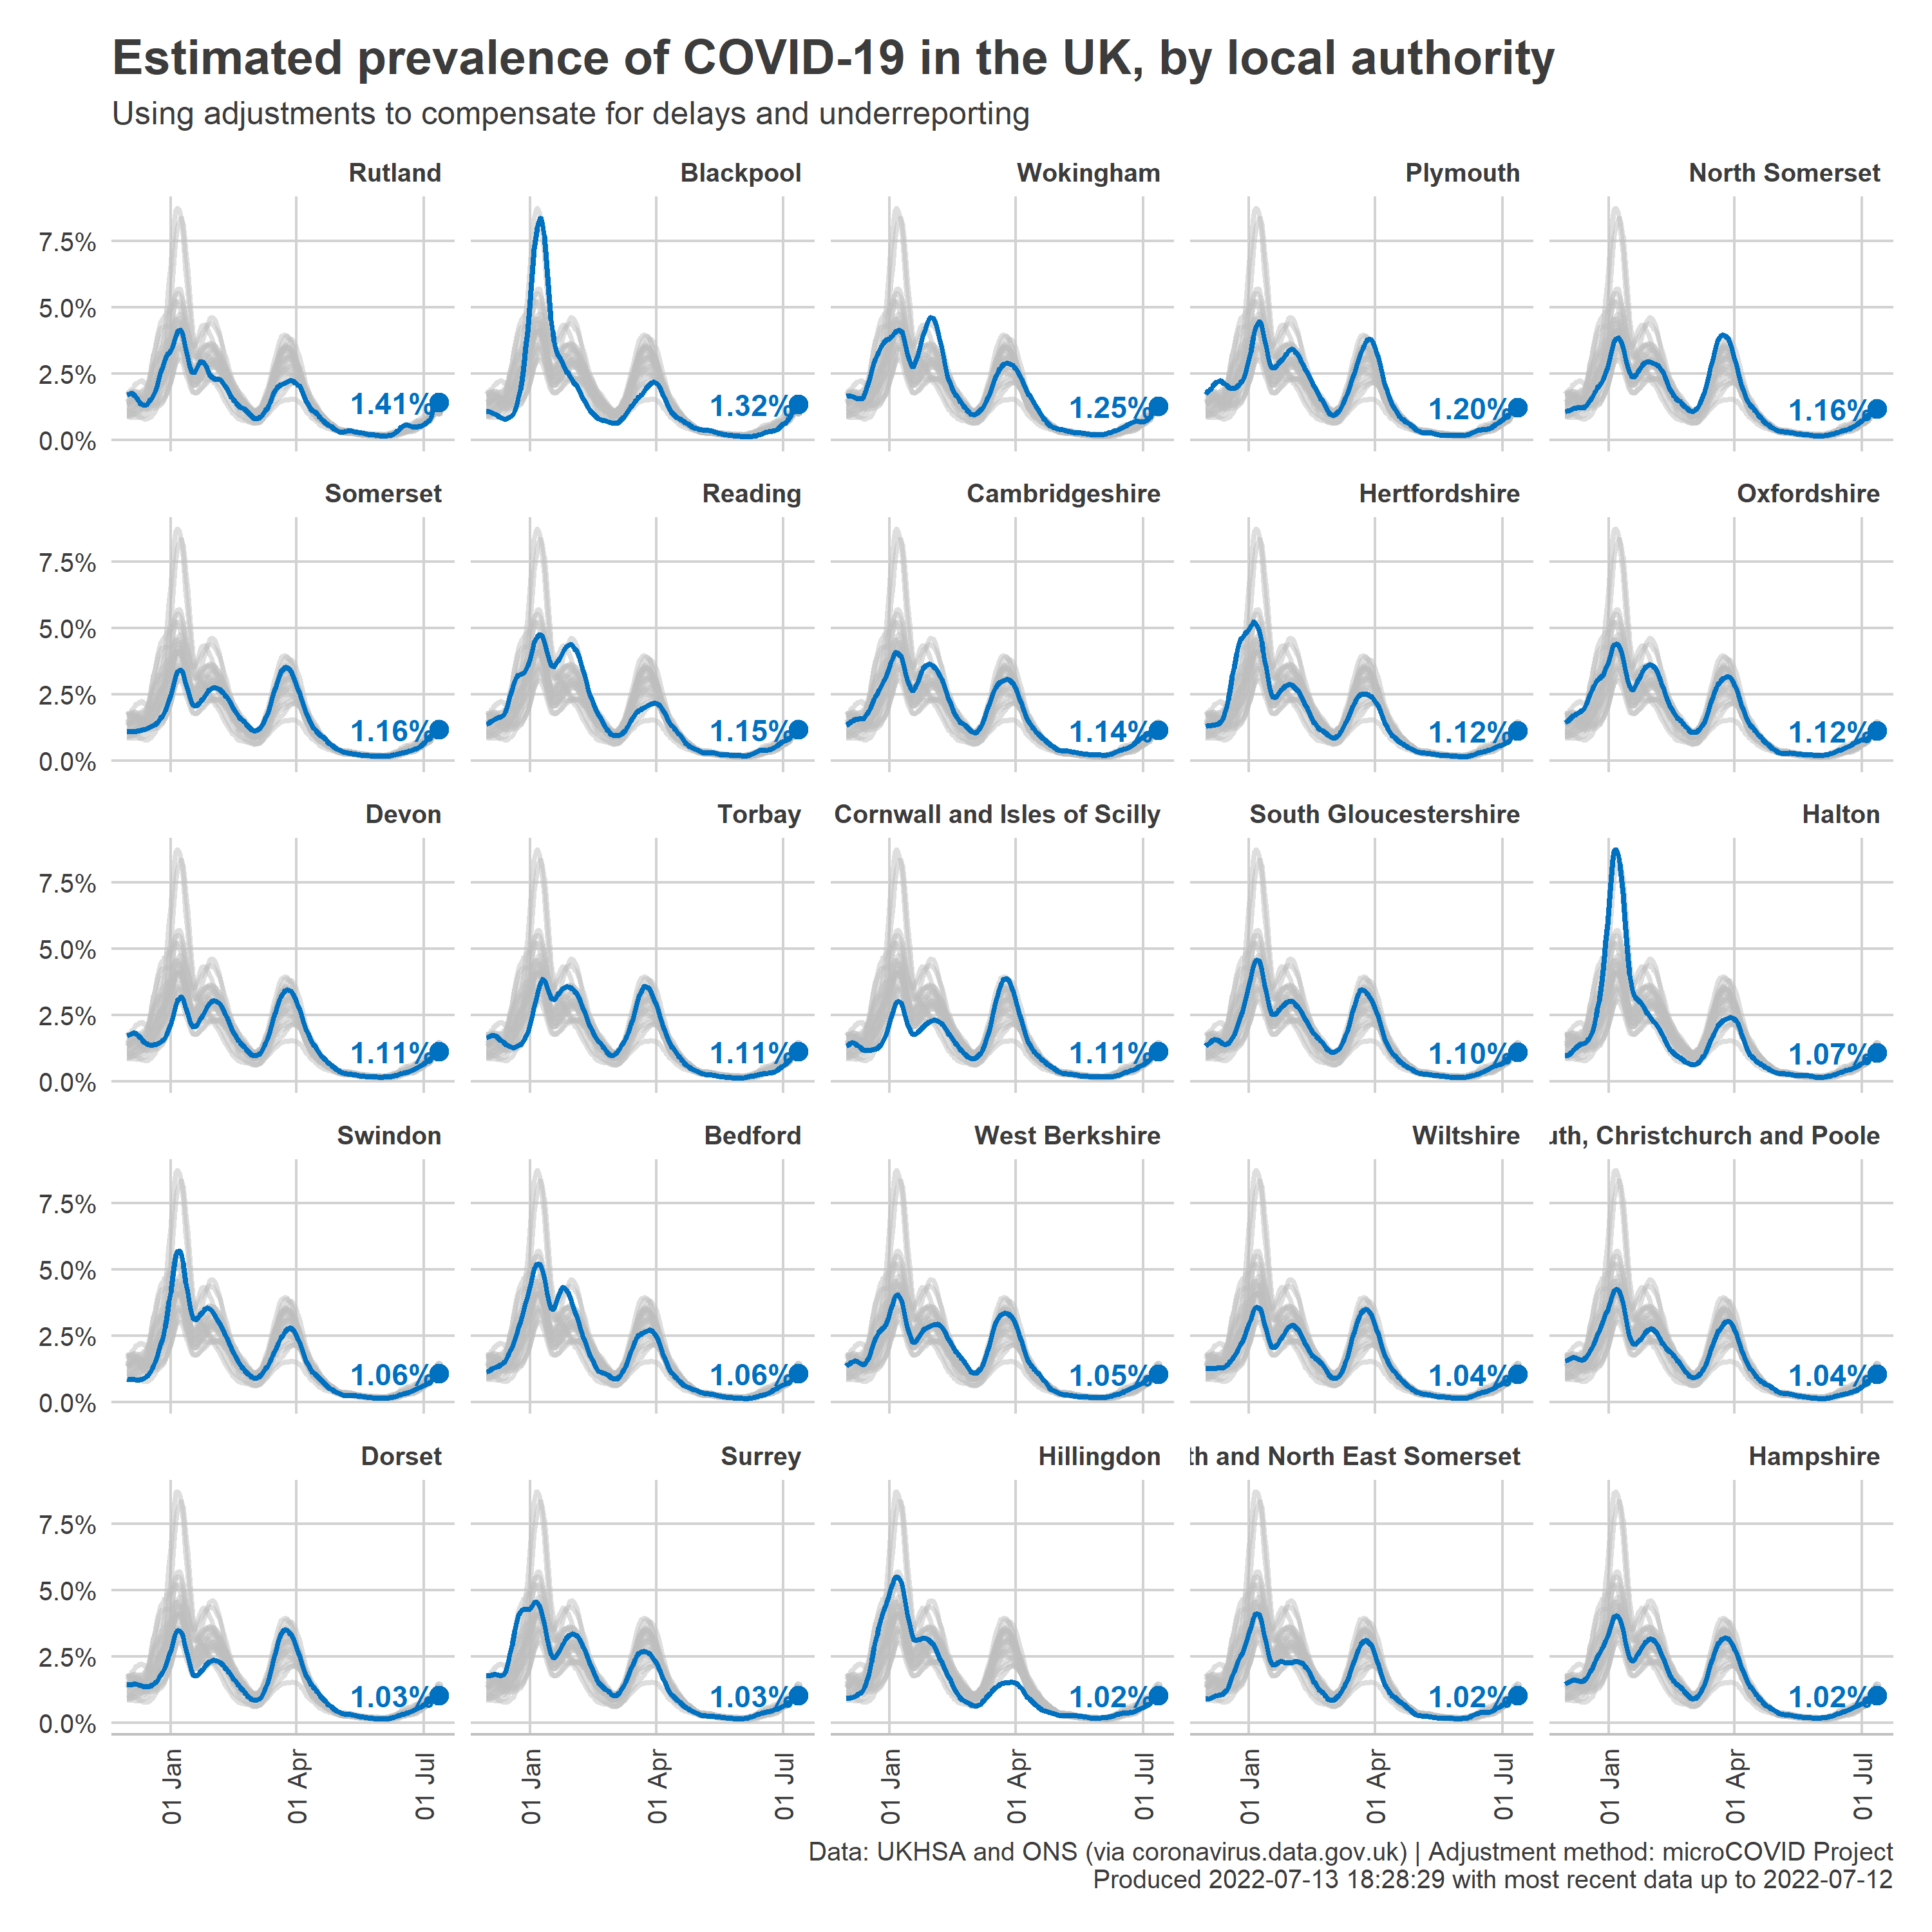 Estimated prevalence of COVID-19 in the UK, by local authority
Using adjustments to compensate for delays and underreporting
Rutland
Blackpool
Wokingham
Plymouth
North Somerset
7.5%
5.0%
2.5%
0.0%
1.41%
1.32%
1.25%
1.20%
1.16%
Somerset
Reading
Cambridgeshire
Hertfordshire
Oxfordshire
7.5%
5.0%
2.5%
0.0%
1.16%
1.15%
1.14%
1.12%
1.12%
Devon
Torbay
Cornwall and Isles of Scilly
South Gloucestershire
Halton
7.5%
5.0%
2.5%
0.0%
1.11%
1.11%
1.11%
1.10%
1.07%
Swindon
Bedford
West Berkshire
Wiltshire
uth, Christchurch and Poole
7.5%
5.0%
2.5%
0.0%
1.06%
1.06%
1.05%
1.04%
1.04%
Dorset
Surrey
Hillingdon
th and North East Somerset
Hampshire
7.5%
5.0%
2.5%
0.0%
1.03%
1.03%
1.02%
1.02%
1.02%
01 Jan
01 Apr
01 Jul
01 Jan
01 Apr
01 Jul
01 Jan
01 Apr
01 Jul
01 Jan
01 Apr
01 Jul
01 Jan
01 Apr
01 Jul
Data: UKHSA and ONS (via coronavirus.data.gov.uk) | Adjustment method: microCOVID Project
Produced 2022-07-13 18:28:29 with most recent data up to 2022-07-12